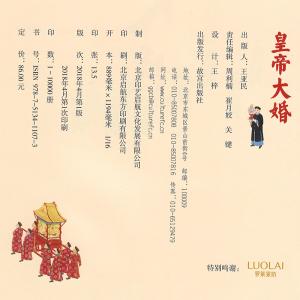 皇帝大婚
出版人：王亚民
责任编辑：周利楠 崔月姣 关键
设计：王梓
出版发行：故宫出版社
地址：北京市东城区景山前街4号 邮编：100009
电话：010-85007800 010-85007816 传真：010-65129479
邮箱：ggcb@culturefc.cn
制版：北京印艺启航文化发展有限公司
印刷：北京启航东方印刷有限公司
开本：889毫米×1194毫米 1/16
印张：13.5
版次：2018年4月第1版
2018年4月第1次印刷
印数：1-10000册
书号：ISBN 978-7-5134-1107-3
定价：86.00元
特别鸣谢：
LUOLAI
罗莱家纺